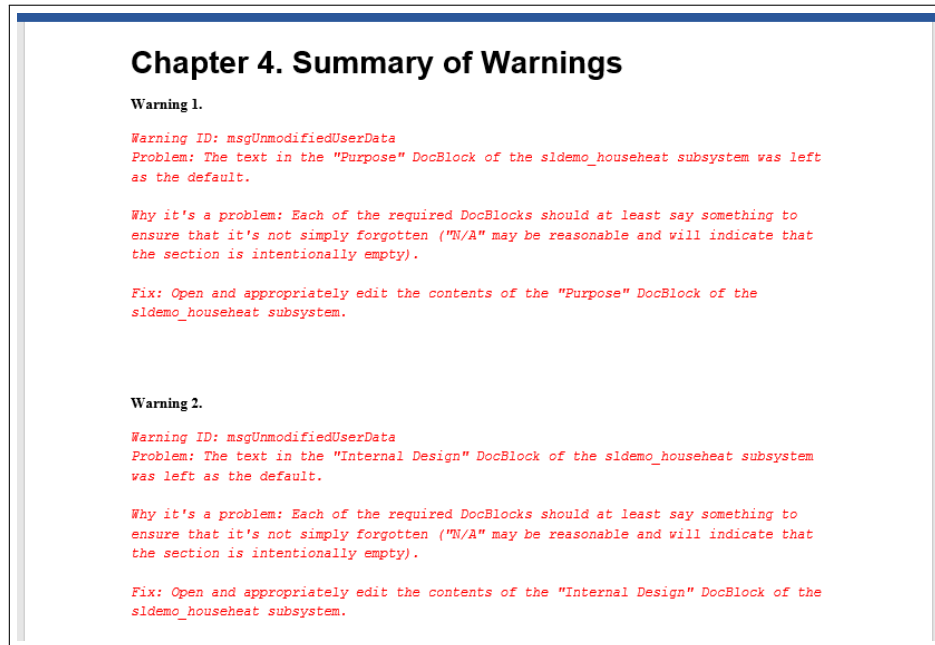 Chapter 4. Summary of Warnings
Warning 1.
Warning ID: msgUnmodifiedUserData
Problem: The text in the "Purpose" DocBlock of the sldemo_househeat subsystem was left
as the default.
Why it's a problem: Each of the required DocBlocks should at least say something to
ensure that it's not simply forgotten ("N/A" may be reasonable and will indicate that
the section is intentionally empty).
Fix: Open and appropriately edit the contents of the "Purpose" DocBlock of the
sldemo_househeat subsystem.
Warning 2.
Warning ID: msgUnmodifiedUserData
Problem: The text in the "Internal Design" DocBlock of the sldemo_househeat subsystem
was left as the default.
Why it's a problem: Each of the required DocBlocks should at least say something to
ensure that it's not simply forgotten ("N/A" may be reasonable and will indicate that
the section is intentionally empty).
Fix: Open and appropriately edit the contents of the "Internal Design" DocBlock of the
sldemo_househeat subsystem.